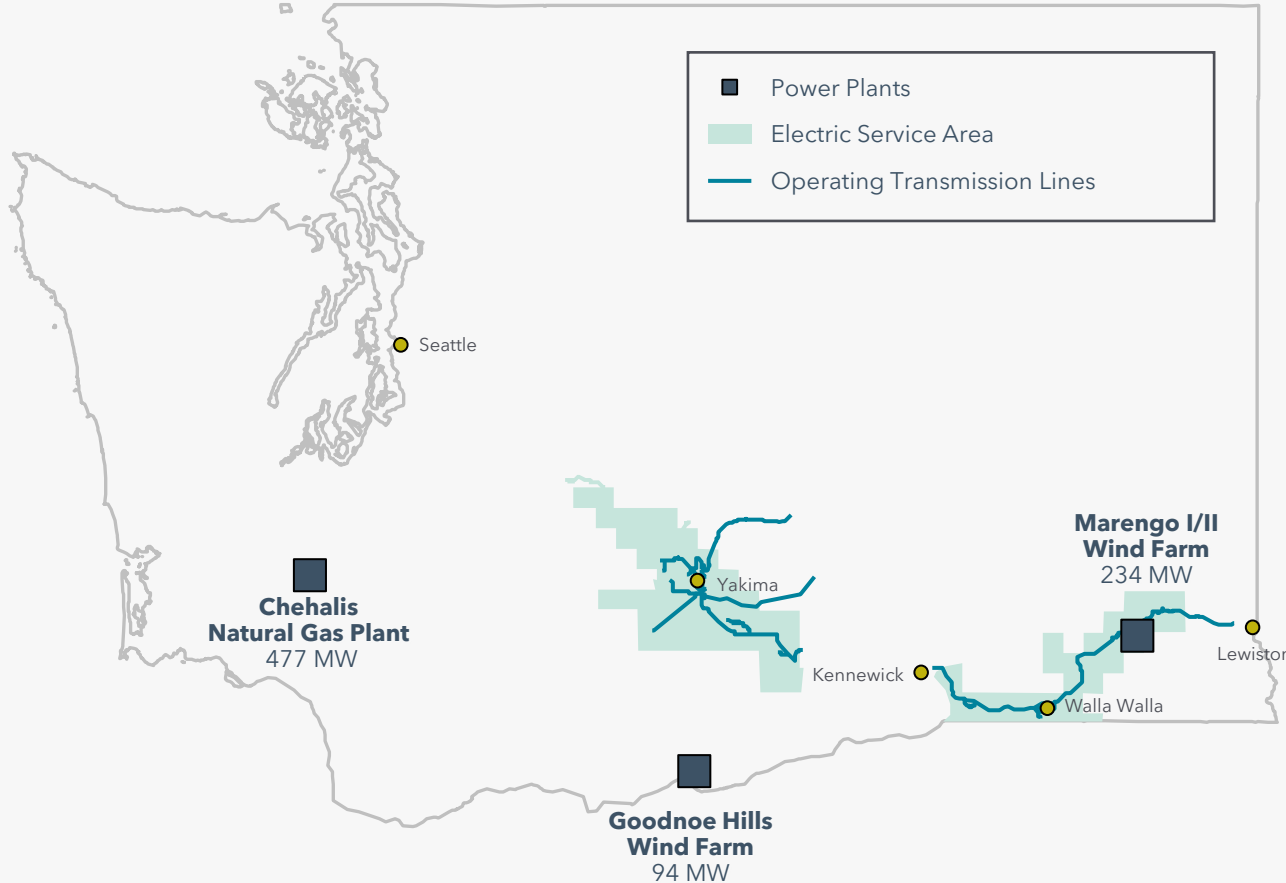 Power Plants
Electric Service Area
Operating Transmission Lines
Seattle
Marengo I/II
Wind Farm
234 MW
Yakima
Chehalis
Natural Gas Plant
477 MW
Lewiston
Kennewick
Walla Walla
Goodnoe Hills
Wind Farm
94 MW